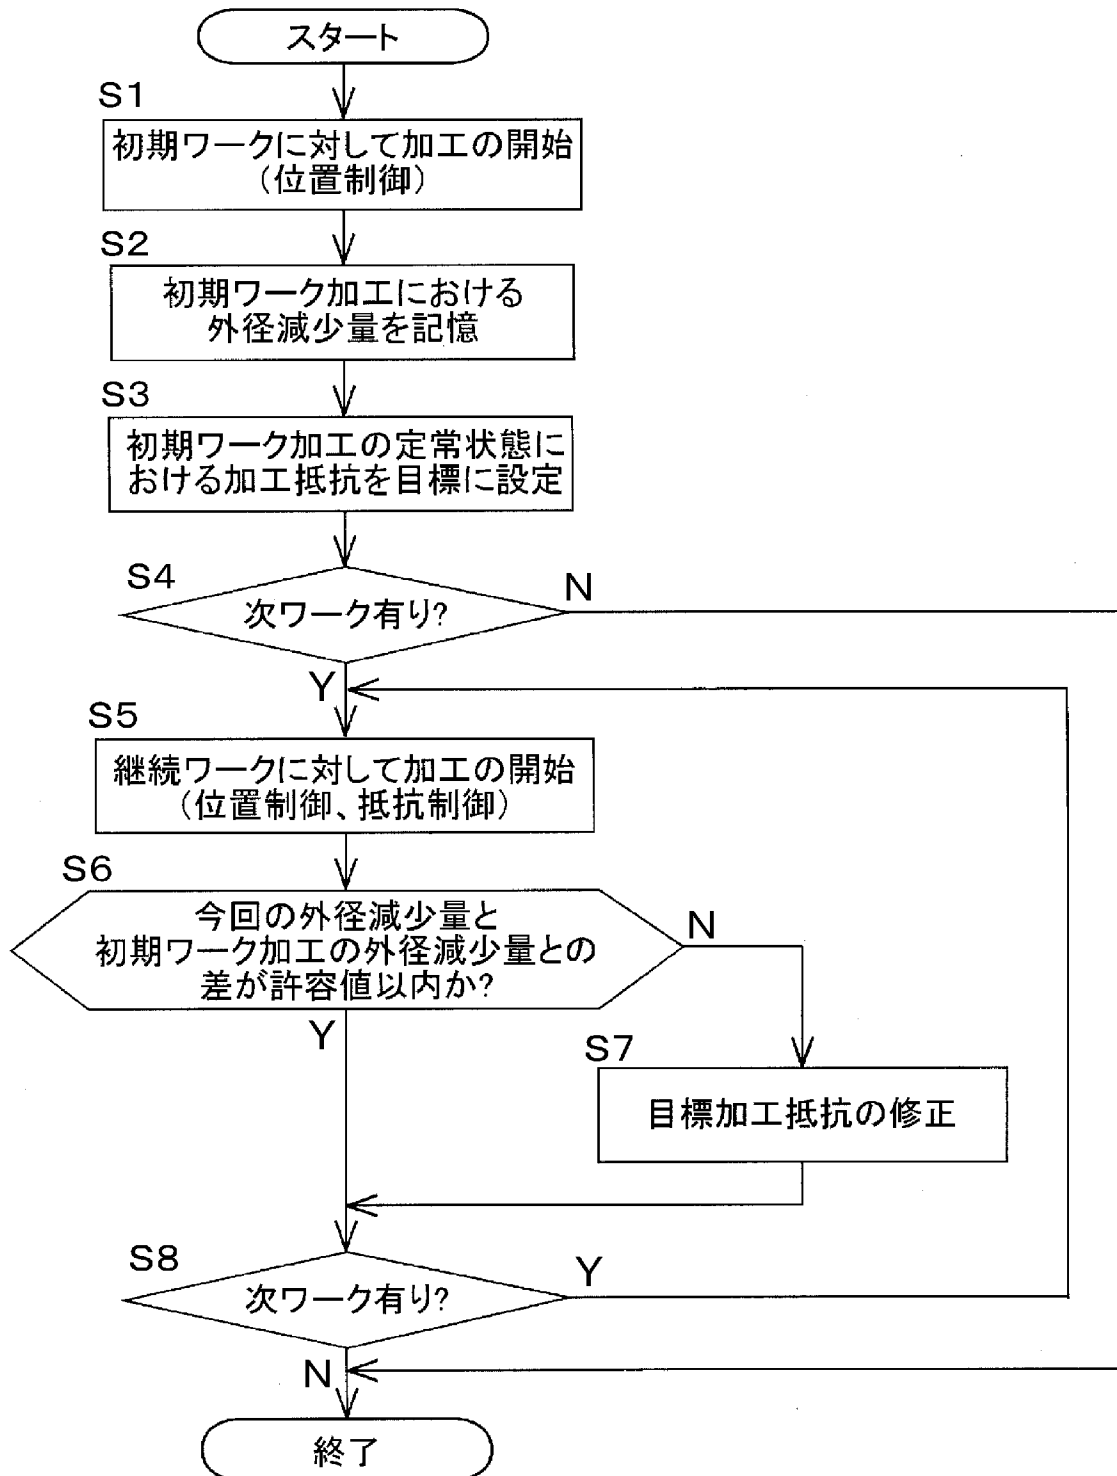 スタート
S1
初期ワークに対して加工の開始
(位置制御)
S2
初期ワーク加工における
外径減少量を記憶
S3
初期ワーク加工の定常状態に
おける加工抵抗を目標に設定
S4
次ワーク有り?
N
Y
S5
継続ワークに対して加工の開始
(位置制御、抵抗制御)
S6
今回の外径減少量と
初期ワーク加工の外径減少量との
差が許容値以内か?
N
Y
S7
目標加工抵抗の修正
S8
次ワーク有り?
Y
N
終了